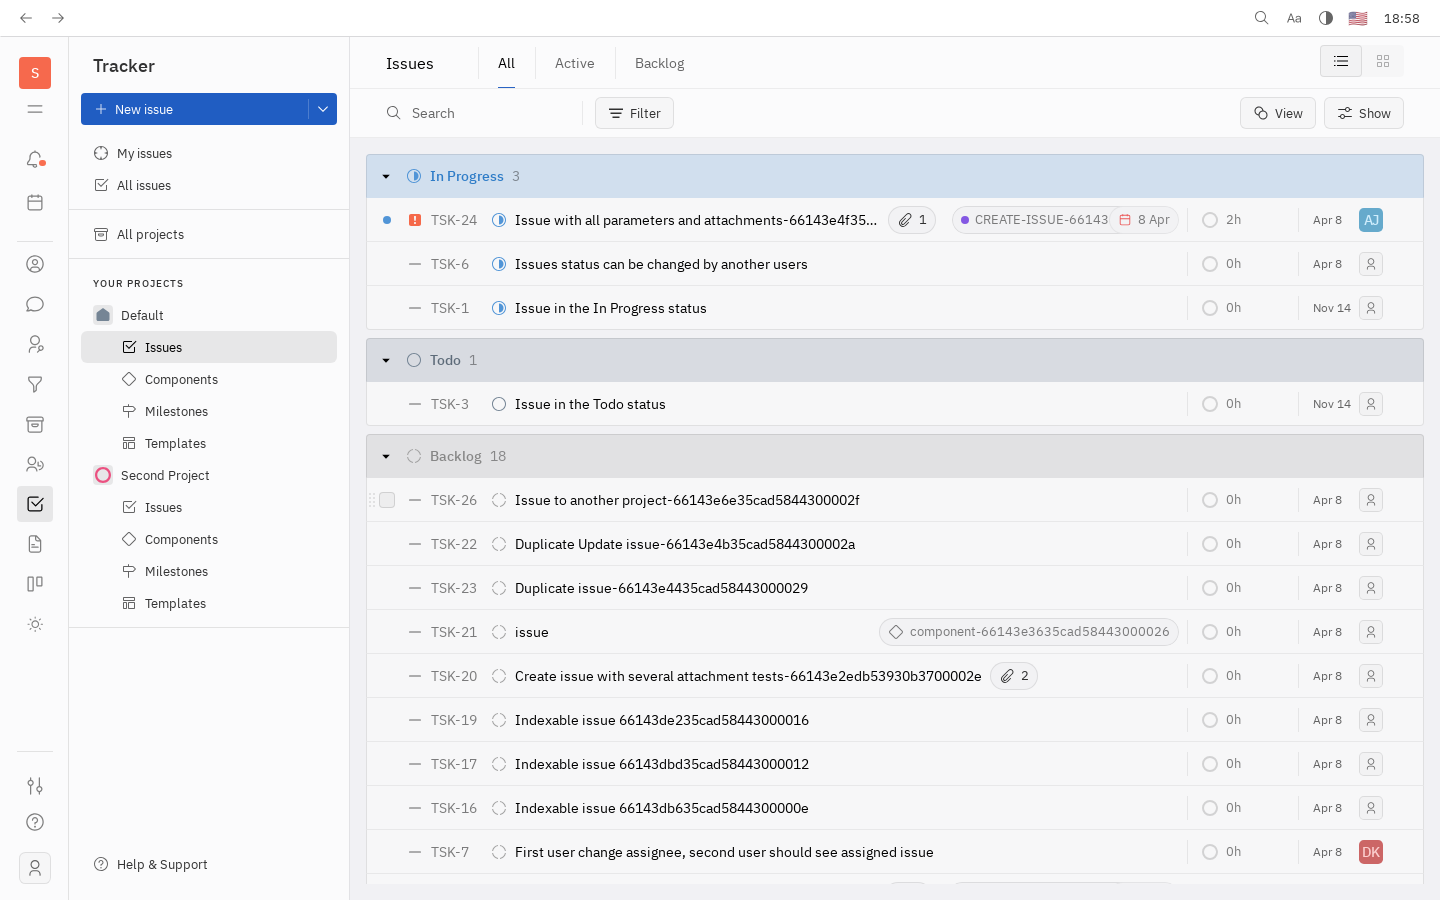 Aa
18:58
S
Tracker
New issue
My issues
All issues
All projects
YOUR PROJECTS
Default
Issues
Components
Milestones
Templates
Second Project
Issues
Components
Milestones
Templates
Help & Support
Issues
All
Active
Backlog
Search
Filter
View
Show
In Progress 3
TSK-24 Issue with all parameters and attachments-66143e4f35... 1 CREATE-ISSUE-66143 8 Apr 2h Apr 8 AJ
TSK-6 Issues status can be changed by another users 0h Apr 8
TSK-1 Issue in the In Progress status 0h Nov 14
Todo 1
TSK-3 Issue in the Todo status 0h Nov 14
Backlog 18
TSK-26 Issue to another project-66143e6e35cad5844300002f 0h Apr 8
TSK-22 Duplicate Update issue-66143e4b35cad5844300002a 0h Apr 8
TSK-23 Duplicate issue-66143e4435cad58443000029 0h Apr 8
TSK-21 issue component-66143e3635cad58443000026 0h Apr 8
TSK-20 Create issue with several attachment tests-66143e2edb53930b3700002e 2 0h Apr 8
TSK-19 Indexable issue 66143de235cad58443000016 0h Apr 8
TSK-17 Indexable issue 66143dbd35cad58443000012 0h Apr 8
TSK-16 Indexable issue 66143db635cad5844300000e 0h Apr 8
TSK-7 First user change assignee, second user should see assigned issue 0h Apr 8 DK